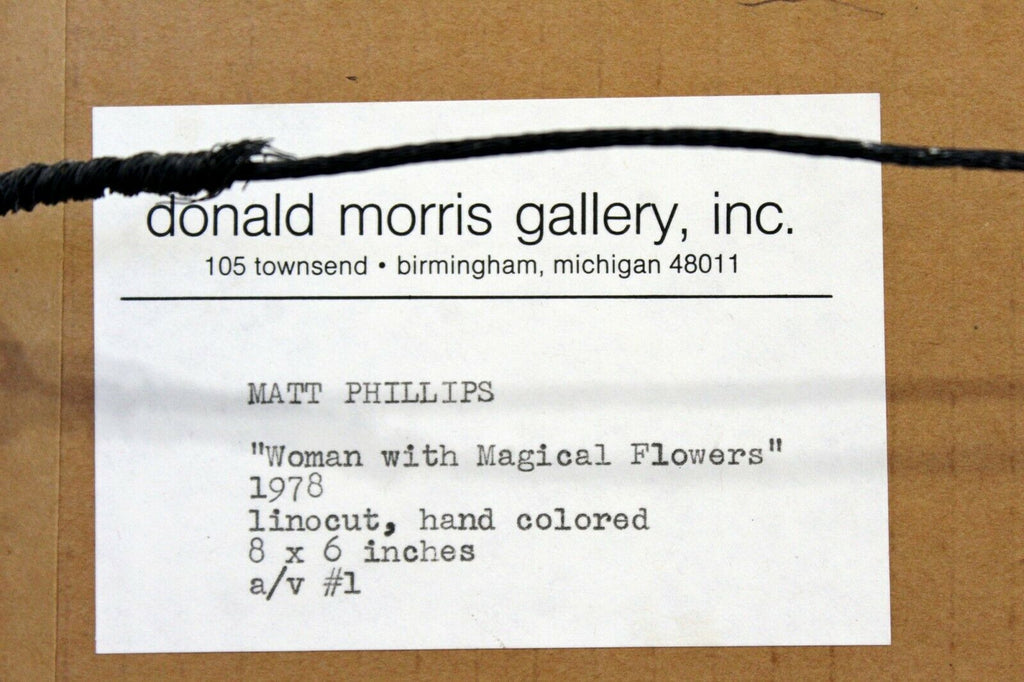 donald morris gallery, inc.
105 townsend • birmingham, michigan 48011
MATT PHILLIPS
"Woman with Magical Flowers"
1978
linocut, hand colored
8 x 6 inches
a/v #1